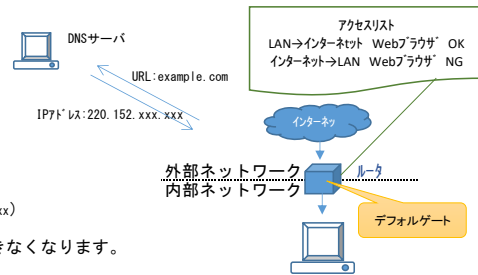 アクセスリスト
LAN→インターネット Webブラウザ OK
インターネット→LAN Webブラウザ NG
DNSサーバ
URL:example.com
IPアドレス:220.152.xxx.xxx
インターネッ
外部ネットワーク
ルータ
内部ネットワーク
デフォルゲート
xx)
きなくなります。